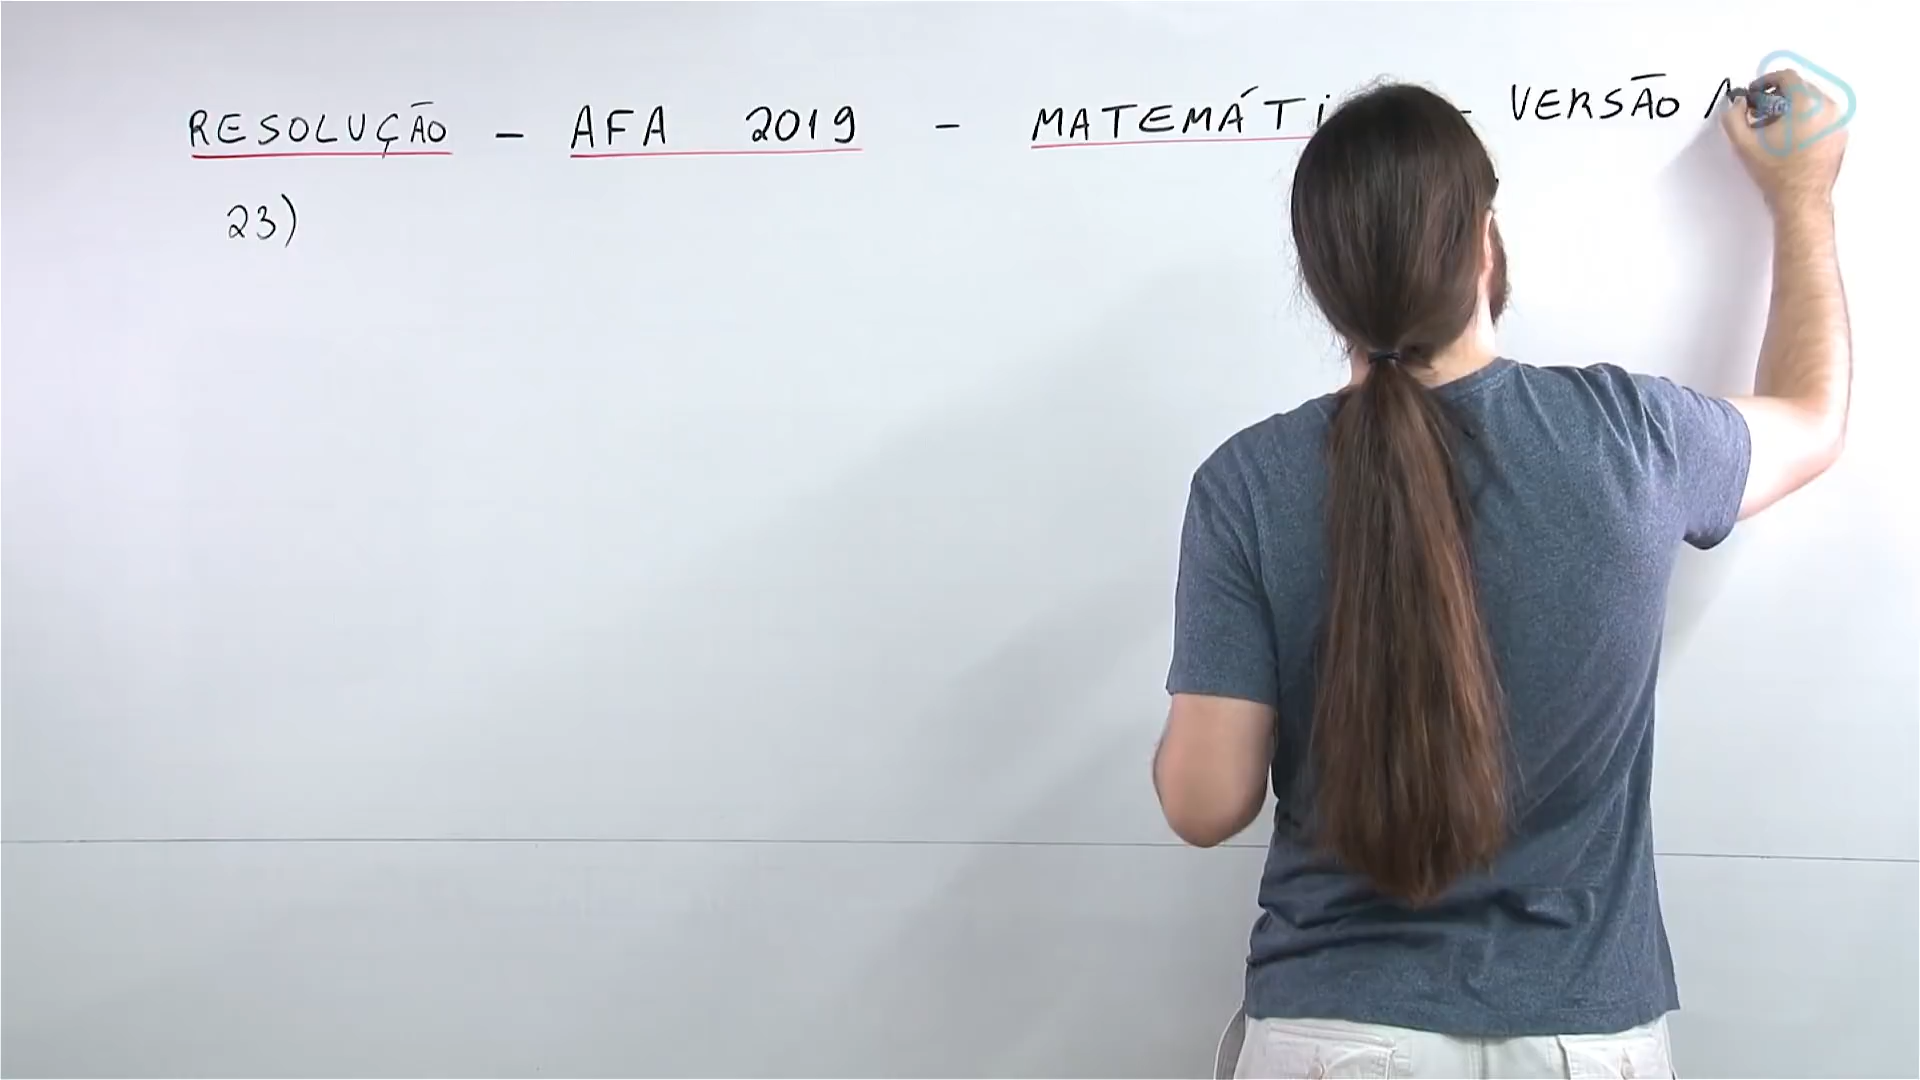 RESOLUÇÃO - AFA 2019 - MATEMÁTI - VERSÃO
23)